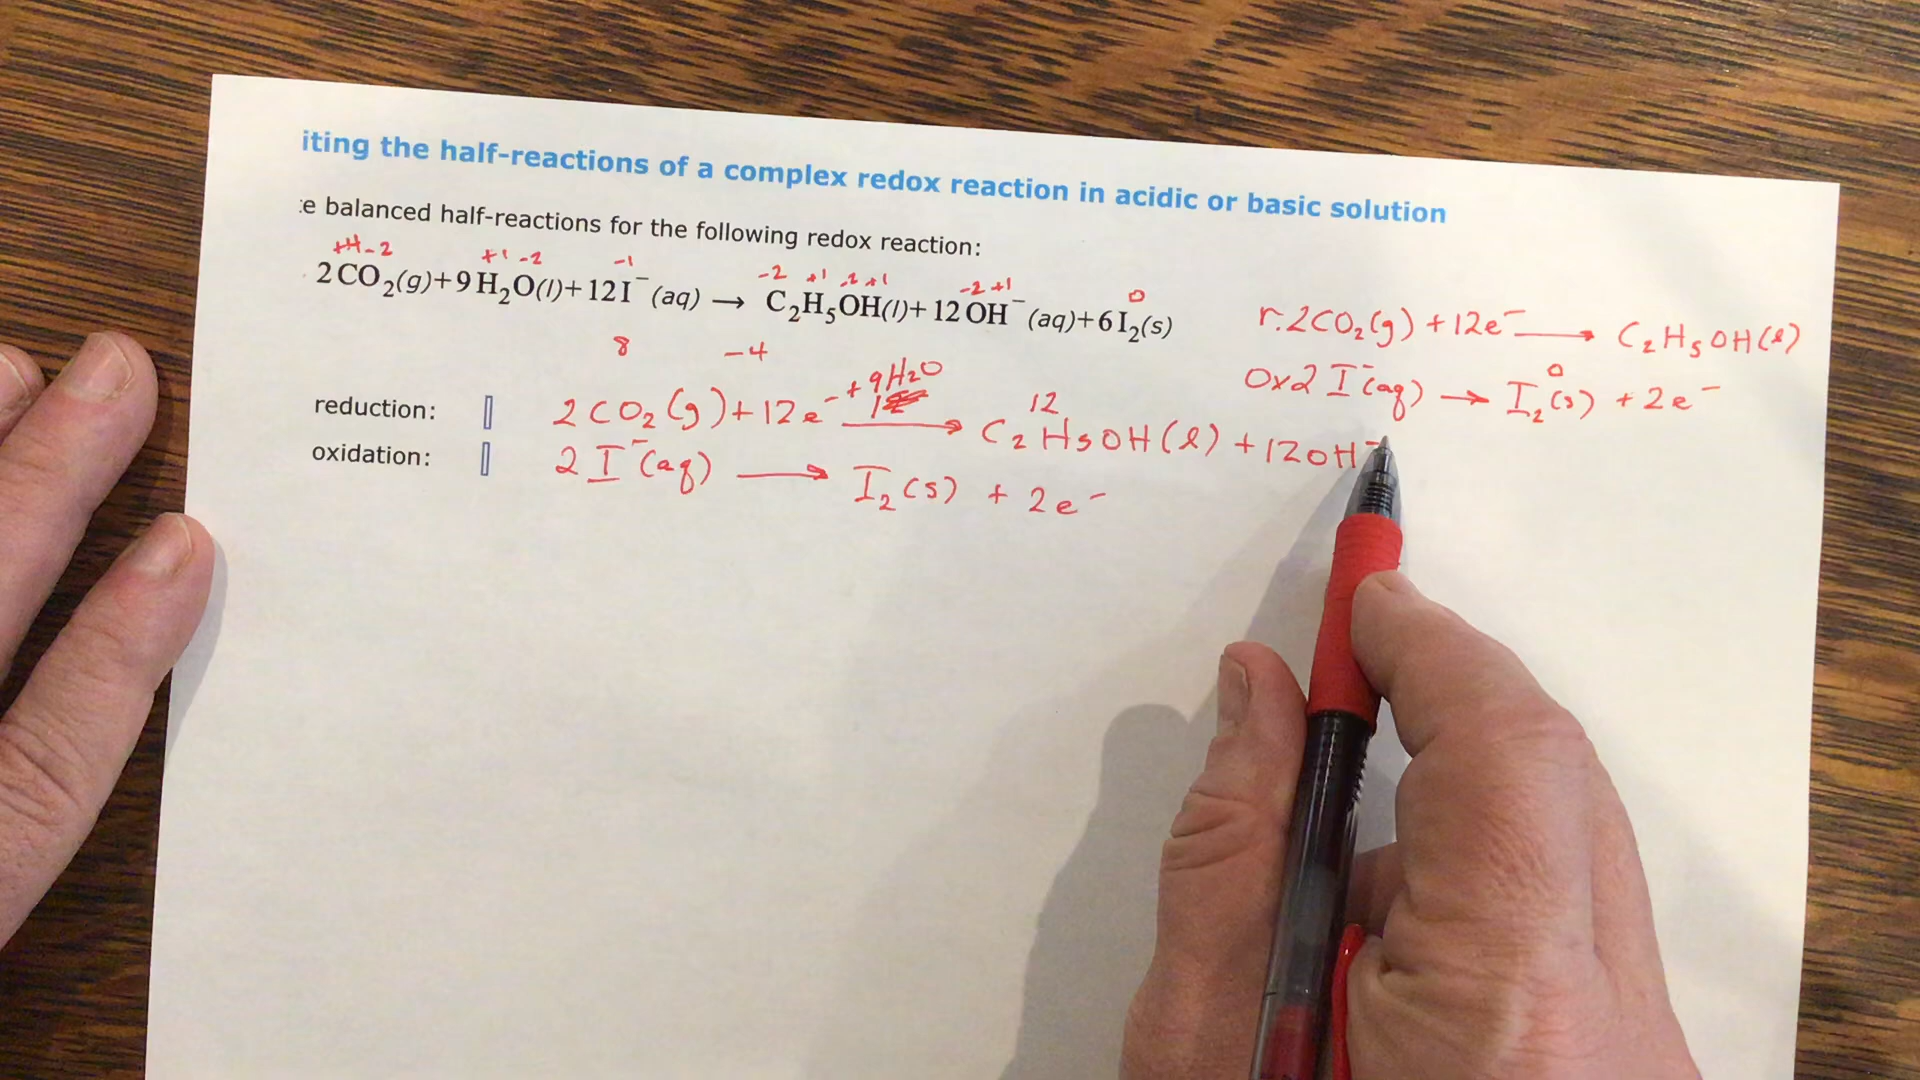 iting the half-reactions of a complex redox reaction in acidic or basic solution
:e balanced half-reactions for the following redox reaction:
+4 -2 +1 -2 -1 -2 +1 -2 +1 -2 +1 0
2CO₂(g)+9H₂O(l)+12I⁻(aq) → C₂H₅OH(l)+12OH⁻(aq)+6I₂(s)
r: 2CO₂(g) + 12e⁻ → C₂H₅OH(l)
0
ox 2I⁻(aq) → I₂(s) + 2e⁻
8 -4 12
reduction: 2CO₂(g) + 12e⁻ + 9H₂O → C₂H₅OH(l) + 12OH⁻
oxidation: 2I⁻(aq) → I₂(s) + 2e⁻